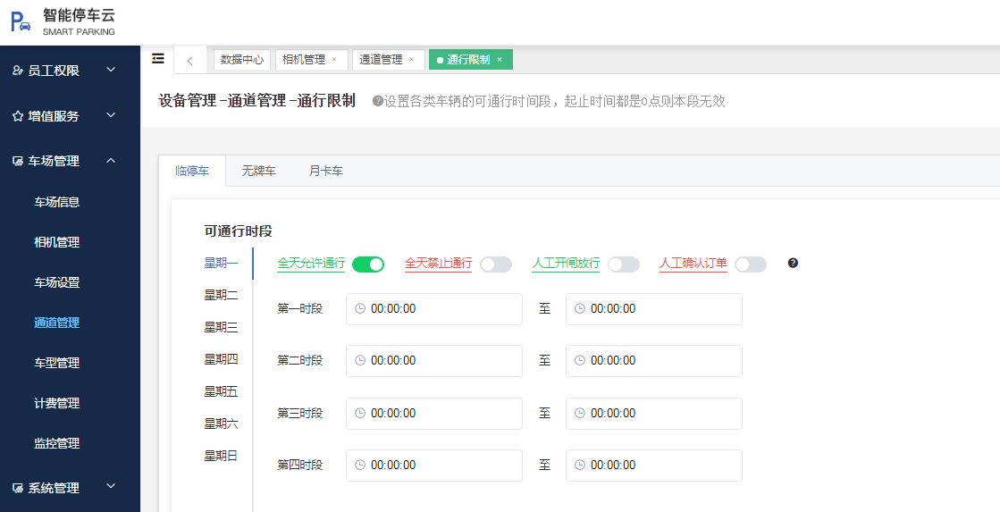 智能停车云
SMART PARKING
员工权限
增值服务
车场管理
车场信息
相机管理
车场设置
通道管理
车型管理
计费管理
监控管理
系统管理
数据中心 相机管理 × 通道管理 × 通行限制 ×
设备管理-通道管理-通行限制 ?设置各类车辆的可通行时间段，起止时间都是0点则本段无效
临停车 无牌车 月卡车
可通行时段
星期一
星期二
星期三
星期四
星期五
星期六
星期日
全天允许通行 全天禁止通行 人工开闸放行 人工确认订单 ?
第一时段 00:00:00 至 00:00:00
第二时段 00:00:00 至 00:00:00
第三时段 00:00:00 至 00:00:00
第四时段 00:00:00 至 00:00:00